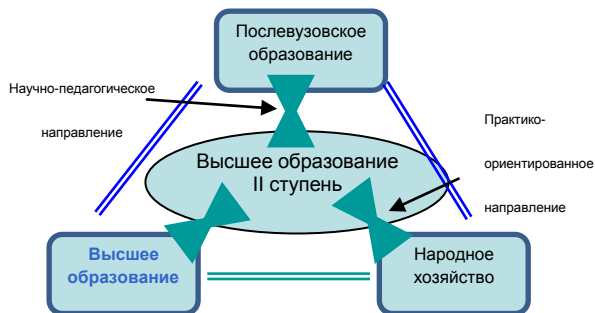 Послевузовское
образование
Научно-педагогическое
направление
Практико-
ориентированное
направление
Высшее образование
II ступень
Высшее
образование
Народное
хозяйство